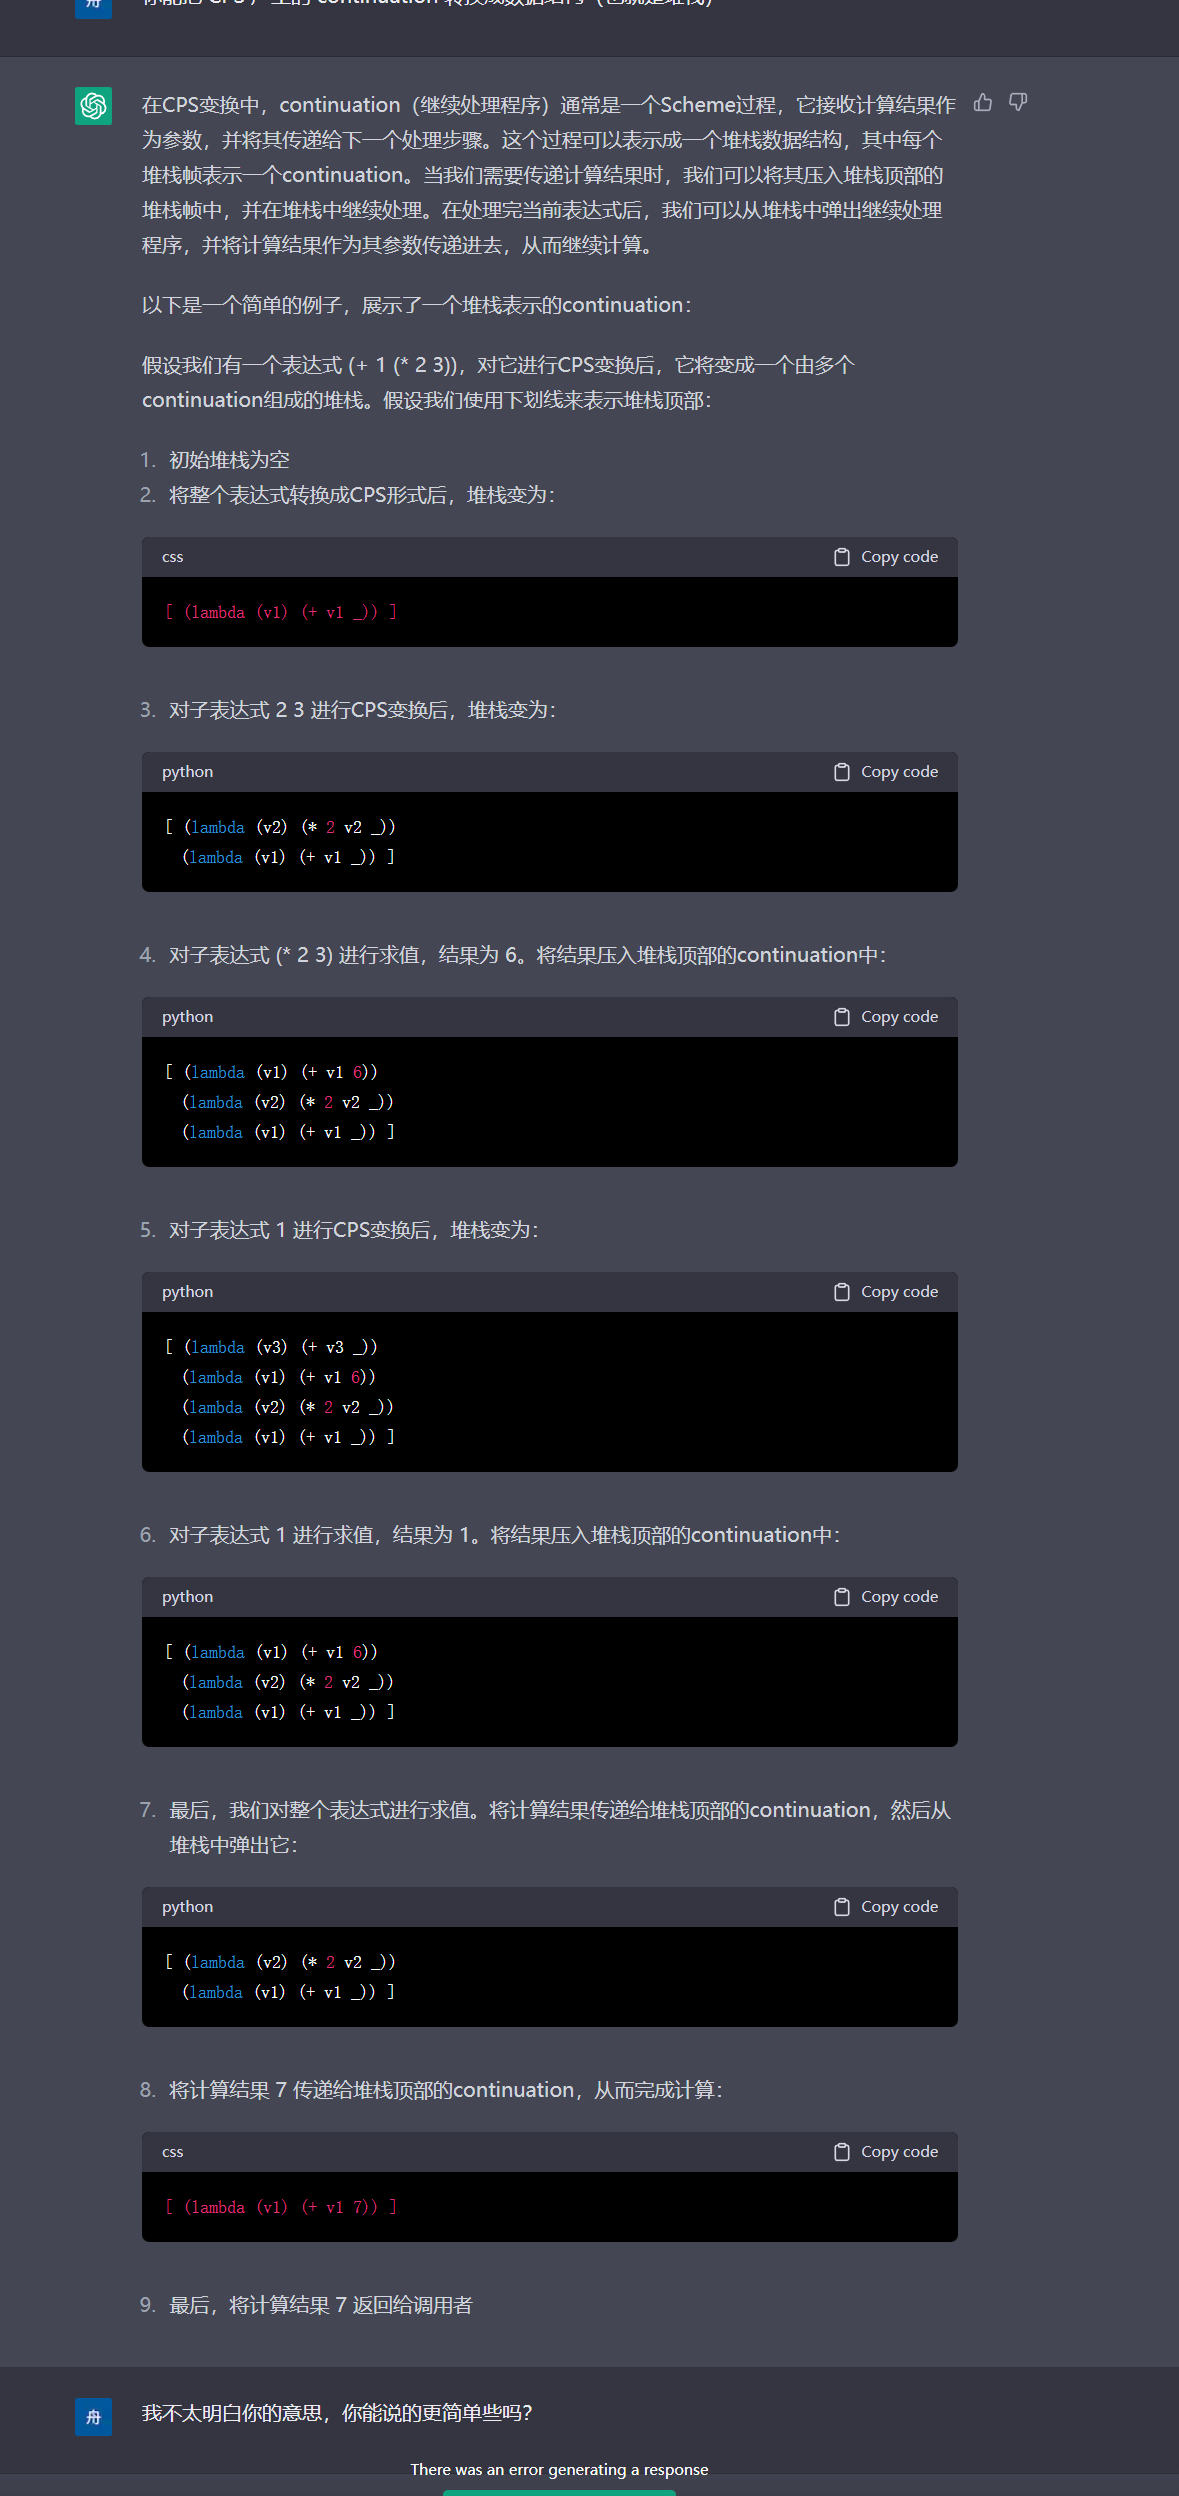 舟
在CPS变换中，continuation（继续处理程序）通常是一个Scheme过程，它接收计算结果作
为参数，并将其传递给下一个处理步骤。这个过程可以表示成一个堆栈数据结构，其中每个
堆栈帧表示一个continuation。当我们需要传递计算结果时，我们可以将其压入堆栈顶部的
堆栈帧中，并在堆栈中继续处理。在处理完当前表达式后，我们可以从堆栈中弹出继续处理
程序，并将计算结果作为其参数传递进去，从而继续计算。
以下是一个简单的例子，展示了一个堆栈表示的continuation：
假设我们有一个表达式 (+ 1 (* 2 3))，对它进行CPS变换后，它将变成一个由多个
continuation组成的堆栈。假设我们使用下划线来表示堆栈顶部：
1. 初始堆栈为空
2. 将整个表达式转换成CPS形式后，堆栈变为：
css Copy code
[ (lambda (v1) (+ v1 _)) ]
3. 对子表达式 2 3 进行CPS变换后，堆栈变为：
python Copy code
[ (lambda (v2) (* 2 v2 _))
(lambda (v1) (+ v1 _)) ]
4. 对子表达式 (* 2 3) 进行求值，结果为 6。将结果压入堆栈顶部的continuation中：
python Copy code
[ (lambda (v1) (+ v1 6))
(lambda (v2) (* 2 v2 _))
(lambda (v1) (+ v1 _)) ]
5. 对子表达式 1 进行CPS变换后，堆栈变为：
python Copy code
[ (lambda (v3) (+ v3 _))
(lambda (v1) (+ v1 6))
(lambda (v2) (* 2 v2 _))
(lambda (v1) (+ v1 _)) ]
6. 对子表达式 1 进行求值，结果为 1。将结果压入堆栈顶部的continuation中：
python Copy code
[ (lambda (v1) (+ v1 6))
(lambda (v2) (* 2 v2 _))
(lambda (v1) (+ v1 _)) ]
7. 最后，我们对整个表达式进行求值。将计算结果传递给堆栈顶部的continuation，然后从
堆栈中弹出它：
python Copy code
[ (lambda (v2) (* 2 v2 _))
(lambda (v1) (+ v1 _)) ]
8. 将计算结果 7 传递给堆栈顶部的continuation，从而完成计算：
css Copy code
[ (lambda (v1) (+ v1 7)) ]
9. 最后，将计算结果 7 返回给调用者
舟 我不太明白你的意思，你能说的更简单些吗？
There was an error generating a response